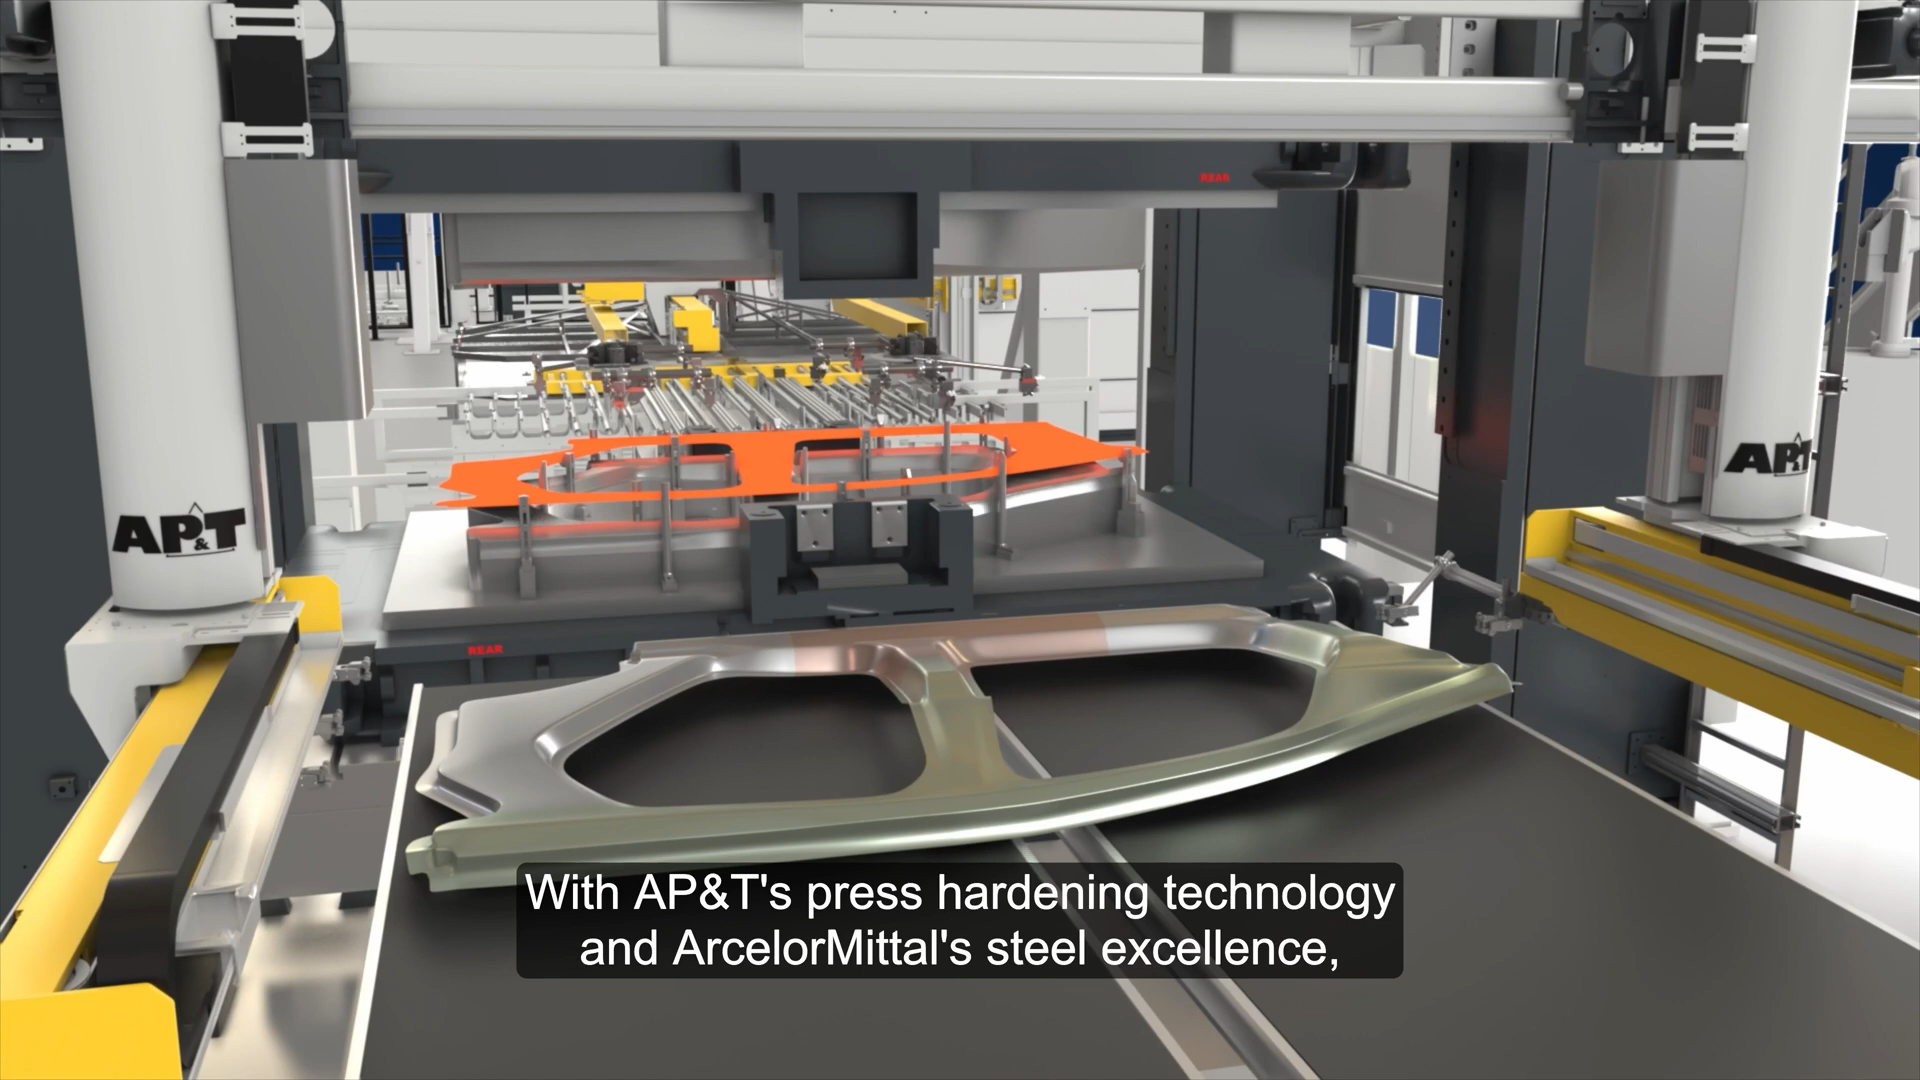 REAR
AP&T
AP&T
REAR
With AP&T's press hardening technology
and ArcelorMittal's steel excellence,